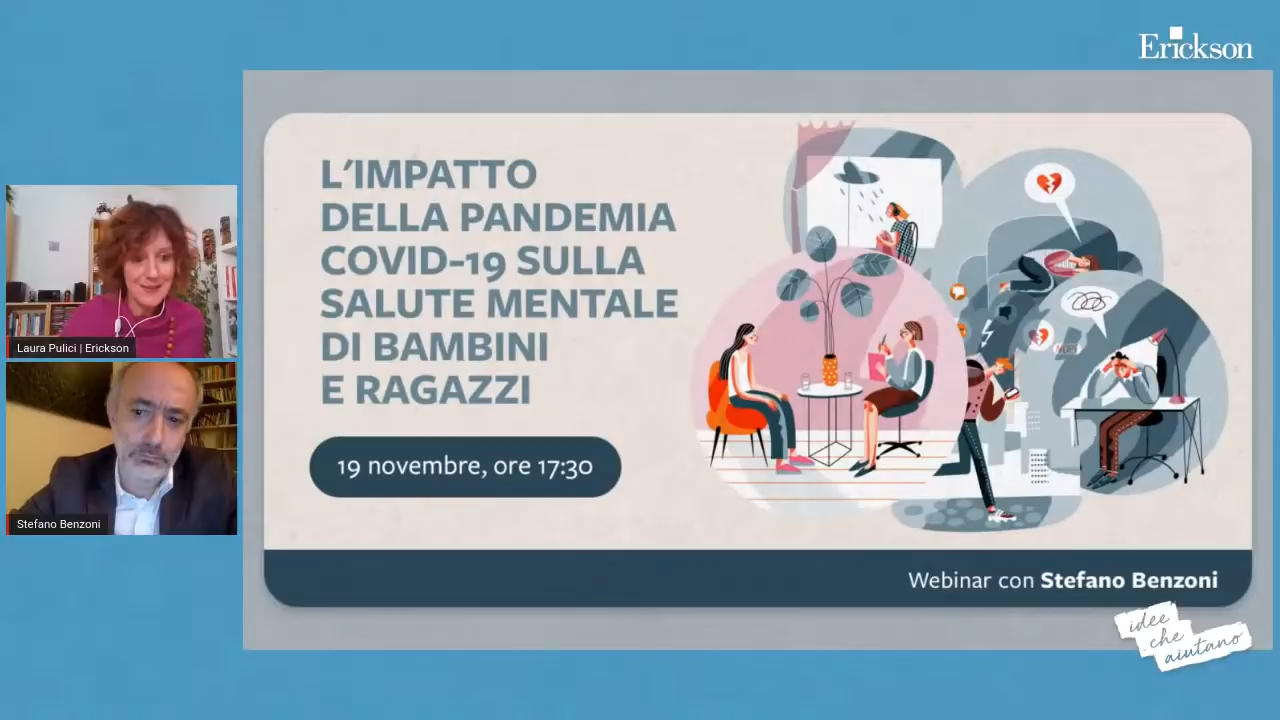 Erickson
L'IMPATTO
DELLA PANDEMIA
COVID-19 SULLA
SALUTE MENTALE
DI BAMBINI
E RAGAZZI
19 novembre, ore 17:30
Webinar con Stefano Benzoni
Laura Pulici | Erickson
Stefano Benzoni
idee
che
aiutano